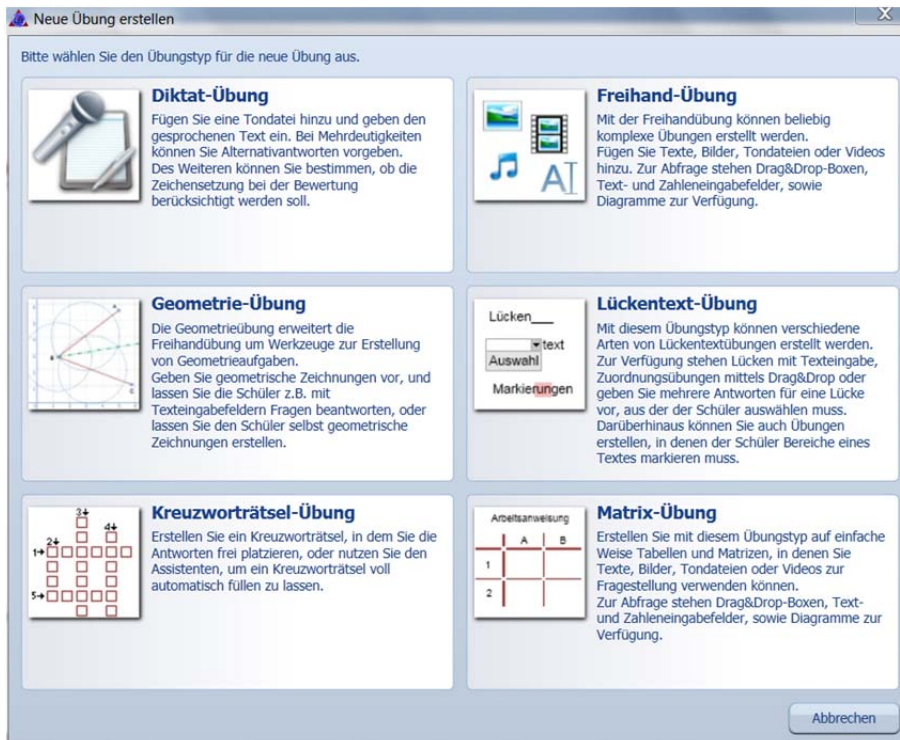 Neue Übung erstellen
X
Bitte wählen Sie den Übungstyp für die neue Übung aus.
Diktat-Übung
Fügen Sie eine Tondatei hinzu und geben den
gesprochenen Text ein. Bei Mehrdeutigkeiten
können Sie Alternativantworten vorgeben.
Des Weiteren können Sie bestimmen, ob die
Zeichensetzung bei der Bewertung
berücksichtigt werden soll.
A
Freihand-Übung
Mit der Freihandübung können beliebig
komplexe Übungen erstellt werden.
Fügen Sie Texte, Bilder, Tondateien oder Videos
hinzu. Zur Abfrage stehen Drag&Drop-Boxen,
Text- und Zahleneingabefelder, sowie
Diagramme zur Verfügung.
Geometrie-Übung
Die Geometrieübung erweitert die
Freihandübung um Werkzeuge zur Erstellung
von Geometrieaufgaben.
Geben Sie geometrische Zeichnungen vor, und
lassen Sie die Schüler z.B. mit
Texteingabefeldern Fragen beantworten, oder
lassen Sie den Schüler selbst geometrische
Zeichnungen erstellen.
Lücken___
text
Auswahl
Markierungen
Lückentext-Übung
Mit diesem Übungstyp können verschiedene
Arten von Lückentextübungen erstellt werden.
Zur Verfügung stehen Lücken mit Texteingabe,
Zuordnungsübungen mittels Drag&Drop oder
geben Sie mehrere Antworten für eine Lücke
vor, aus der der Schüler auswählen muss.
Darüberhinaus können Sie auch Übungen
erstellen, in denen der Schüler Bereiche eines
Textes markieren muss.
3
2 4
1
5
Kreuzworträtsel-Übung
Erstellen Sie ein Kreuzworträtsel, in dem Sie die
Antworten frei platzieren, oder nutzen Sie den
Assistenten, um ein Kreuzworträtsel voll
automatisch füllen zu lassen.
Arbeitsanweisung
A B
1
2
Matrix-Übung
Erstellen Sie mit diesem Übungstyp auf einfache
Weise Tabellen und Matrizen, in denen Sie
Texte, Bilder, Tondateien oder Videos zur
Fragestellung verwenden können.
Zur Abfrage stehen Drag&Drop-Boxen, Text-
und Zahleneingabefelder, sowie Diagramme zur
Verfügung.
Abbrechen